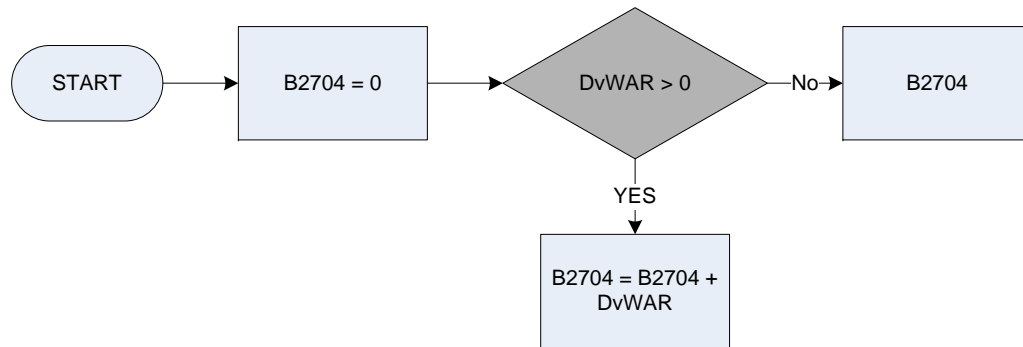 START
B2704 = 0
DvWAR > 0
No
B2704
YES
B2704 = B2704 +
DvWAR